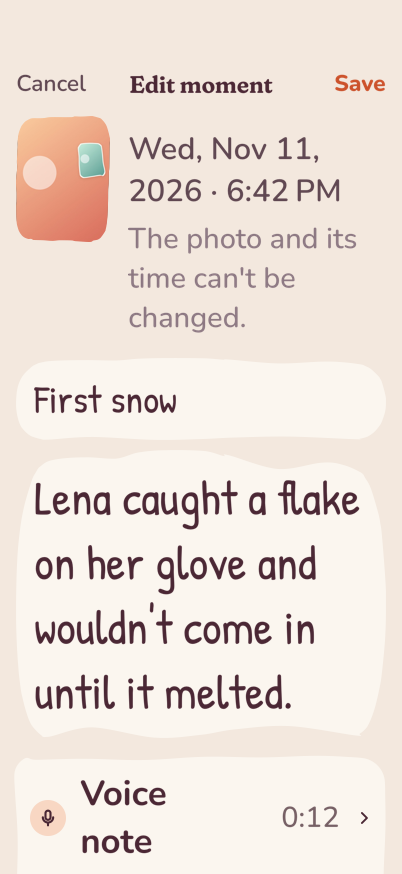 Cancel Edit moment Save
Wed, Nov 11,
2026 · 6:42 PM
The photo and its
time can't be
changed.
First snow
Lena caught a flake
on her glove and
wouldn't come in
until it melted.
Voice
note
0:12